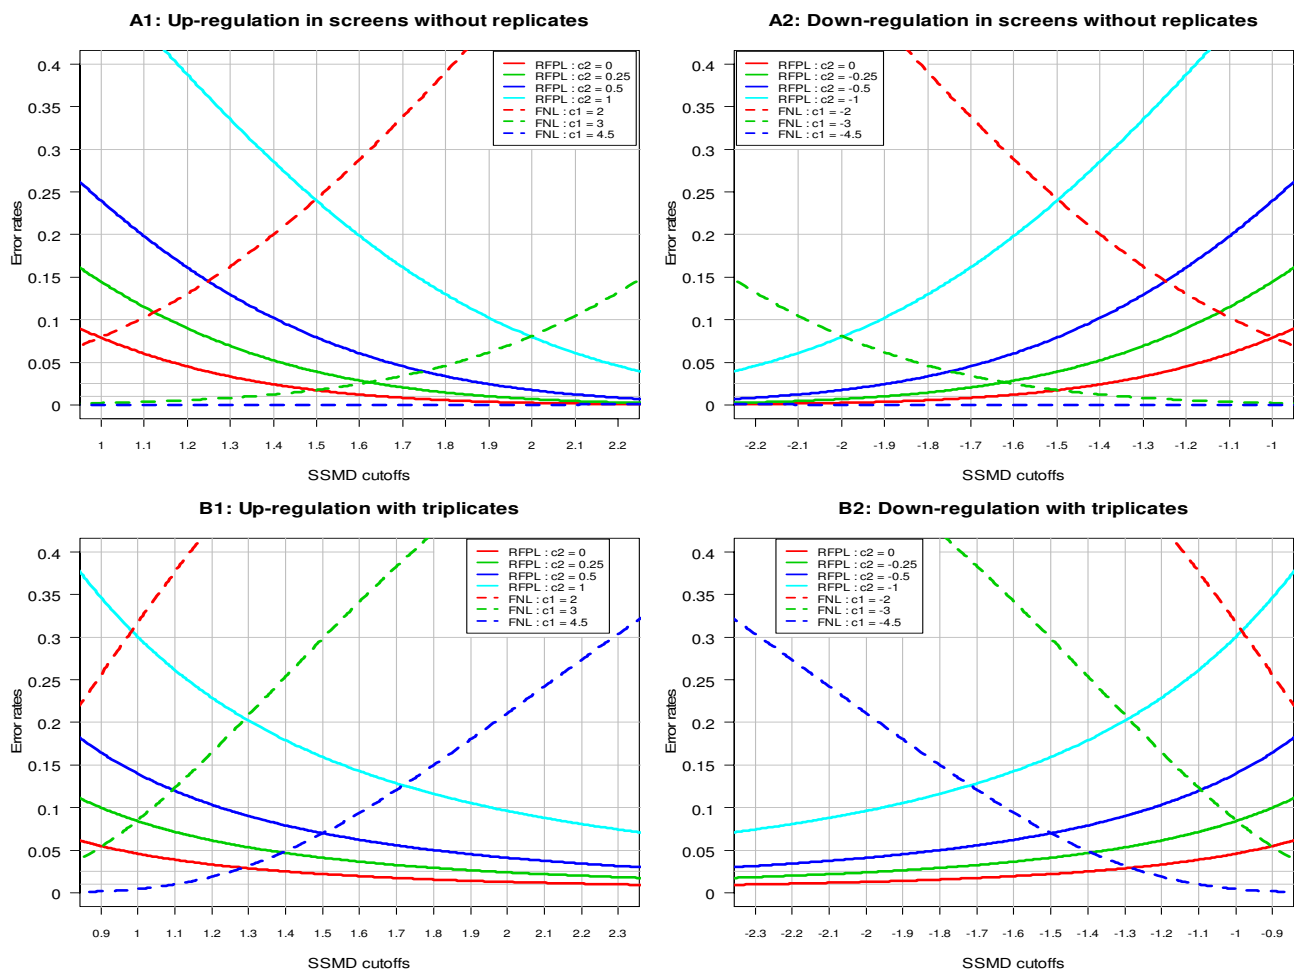 A1: Up-regulation in screens without replicates
RFPL : c2 = 0
RFPL : c2 = 0.25
RFPL : c2 = 0.5
RFPL : c2 = 1
FNL : c1 = 2
FNL : c1 = 3
FNL : c1 = 4.5
Error rates
0.4
0.35
0.3
0.25
0.2
0.15
0.1
0.05
0
1 1.1 1.2 1.3 1.4 1.5 1.6 1.7 1.8 1.9 2 2.1 2.2
SSMD cutoffs
A2: Down-regulation in screens without replicates
RFPL : c2 = 0
RFPL : c2 = -0.25
RFPL : c2 = -0.5
RFPL : c2 = -1
FNL : c1 = -2
FNL : c1 = -3
FNL : c1 = -4.5
Error rates
0.4
0.35
0.3
0.25
0.2
0.15
0.1
0.05
0
-2.2 -2.1 -2 -1.9 -1.8 -1.7 -1.6 -1.5 -1.4 -1.3 -1.2 -1.1 -1
SSMD cutoffs
B1: Up-regulation with triplicates
RFPL : c2 = 0
RFPL : c2 = 0.25
RFPL : c2 = 0.5
RFPL : c2 = 1
FNL : c1 = 2
FNL : c1 = 3
FNL : c1 = 4.5
Error rates
0.4
0.35
0.3
0.25
0.2
0.15
0.1
0.05
0
0.9 1 1.1 1.2 1.3 1.4 1.5 1.6 1.7 1.8 1.9 2 2.1 2.2 2.3
SSMD cutoffs
B2: Down-regulation with triplicates
RFPL : c2 = 0
RFPL : c2 = -0.25
RFPL : c2 = -0.5
RFPL : c2 = -1
FNL : c1 = -2
FNL : c1 = -3
FNL : c1 = -4.5
Error rates
0.4
0.35
0.3
0.25
0.2
0.15
0.1
0.05
0
-2.3 -2.2 -2.1 -2 -1.9 -1.8 -1.7 -1.6 -1.5 -1.4 -1.3 -1.2 -1.1 -1 -0.9
SSMD cutoffs